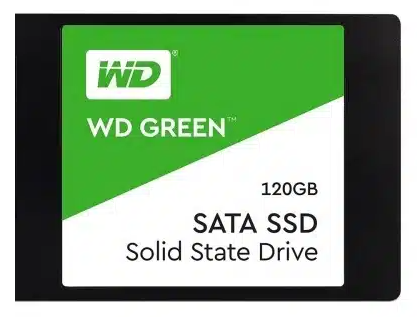 WD®
WD GREEN™
120GB
SATA SSD
Solid State Drive